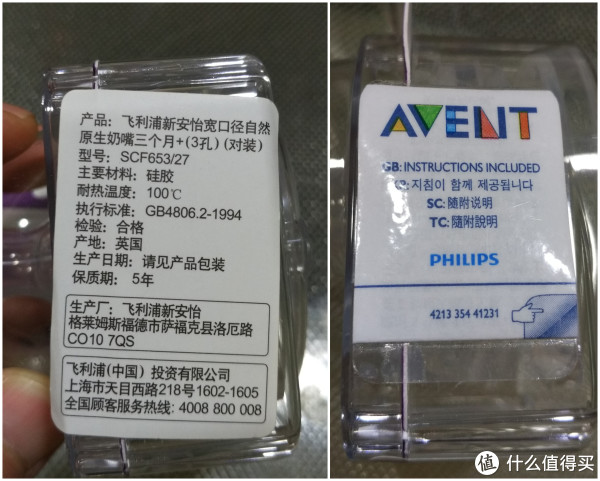 产品：飞利浦新安怡宽口径自然
原生奶嘴三个月+(3孔)(对装)
型号：SCF653/27
主要材料：硅胶
耐热温度：100℃
执行标准：GB4806.2-1994
检验：合格
产地：英国
生产日期：请见产品包装
保质期：5年
生产厂：飞利浦新安怡
格莱姆斯福德市萨福克县洛厄路
CO10 7QS
飞利浦(中国)投资有限公司
上海市天目西路218号1602-1605
全国顾客服务热线：4008 800 008
AVENT
GB: INSTRUCTIONS INCLUDED
지침이 함께 제공됩니다
SC: 随附说明
TC: 隨附說明
PHILIPS
4213 354 41231
值 什么值得买